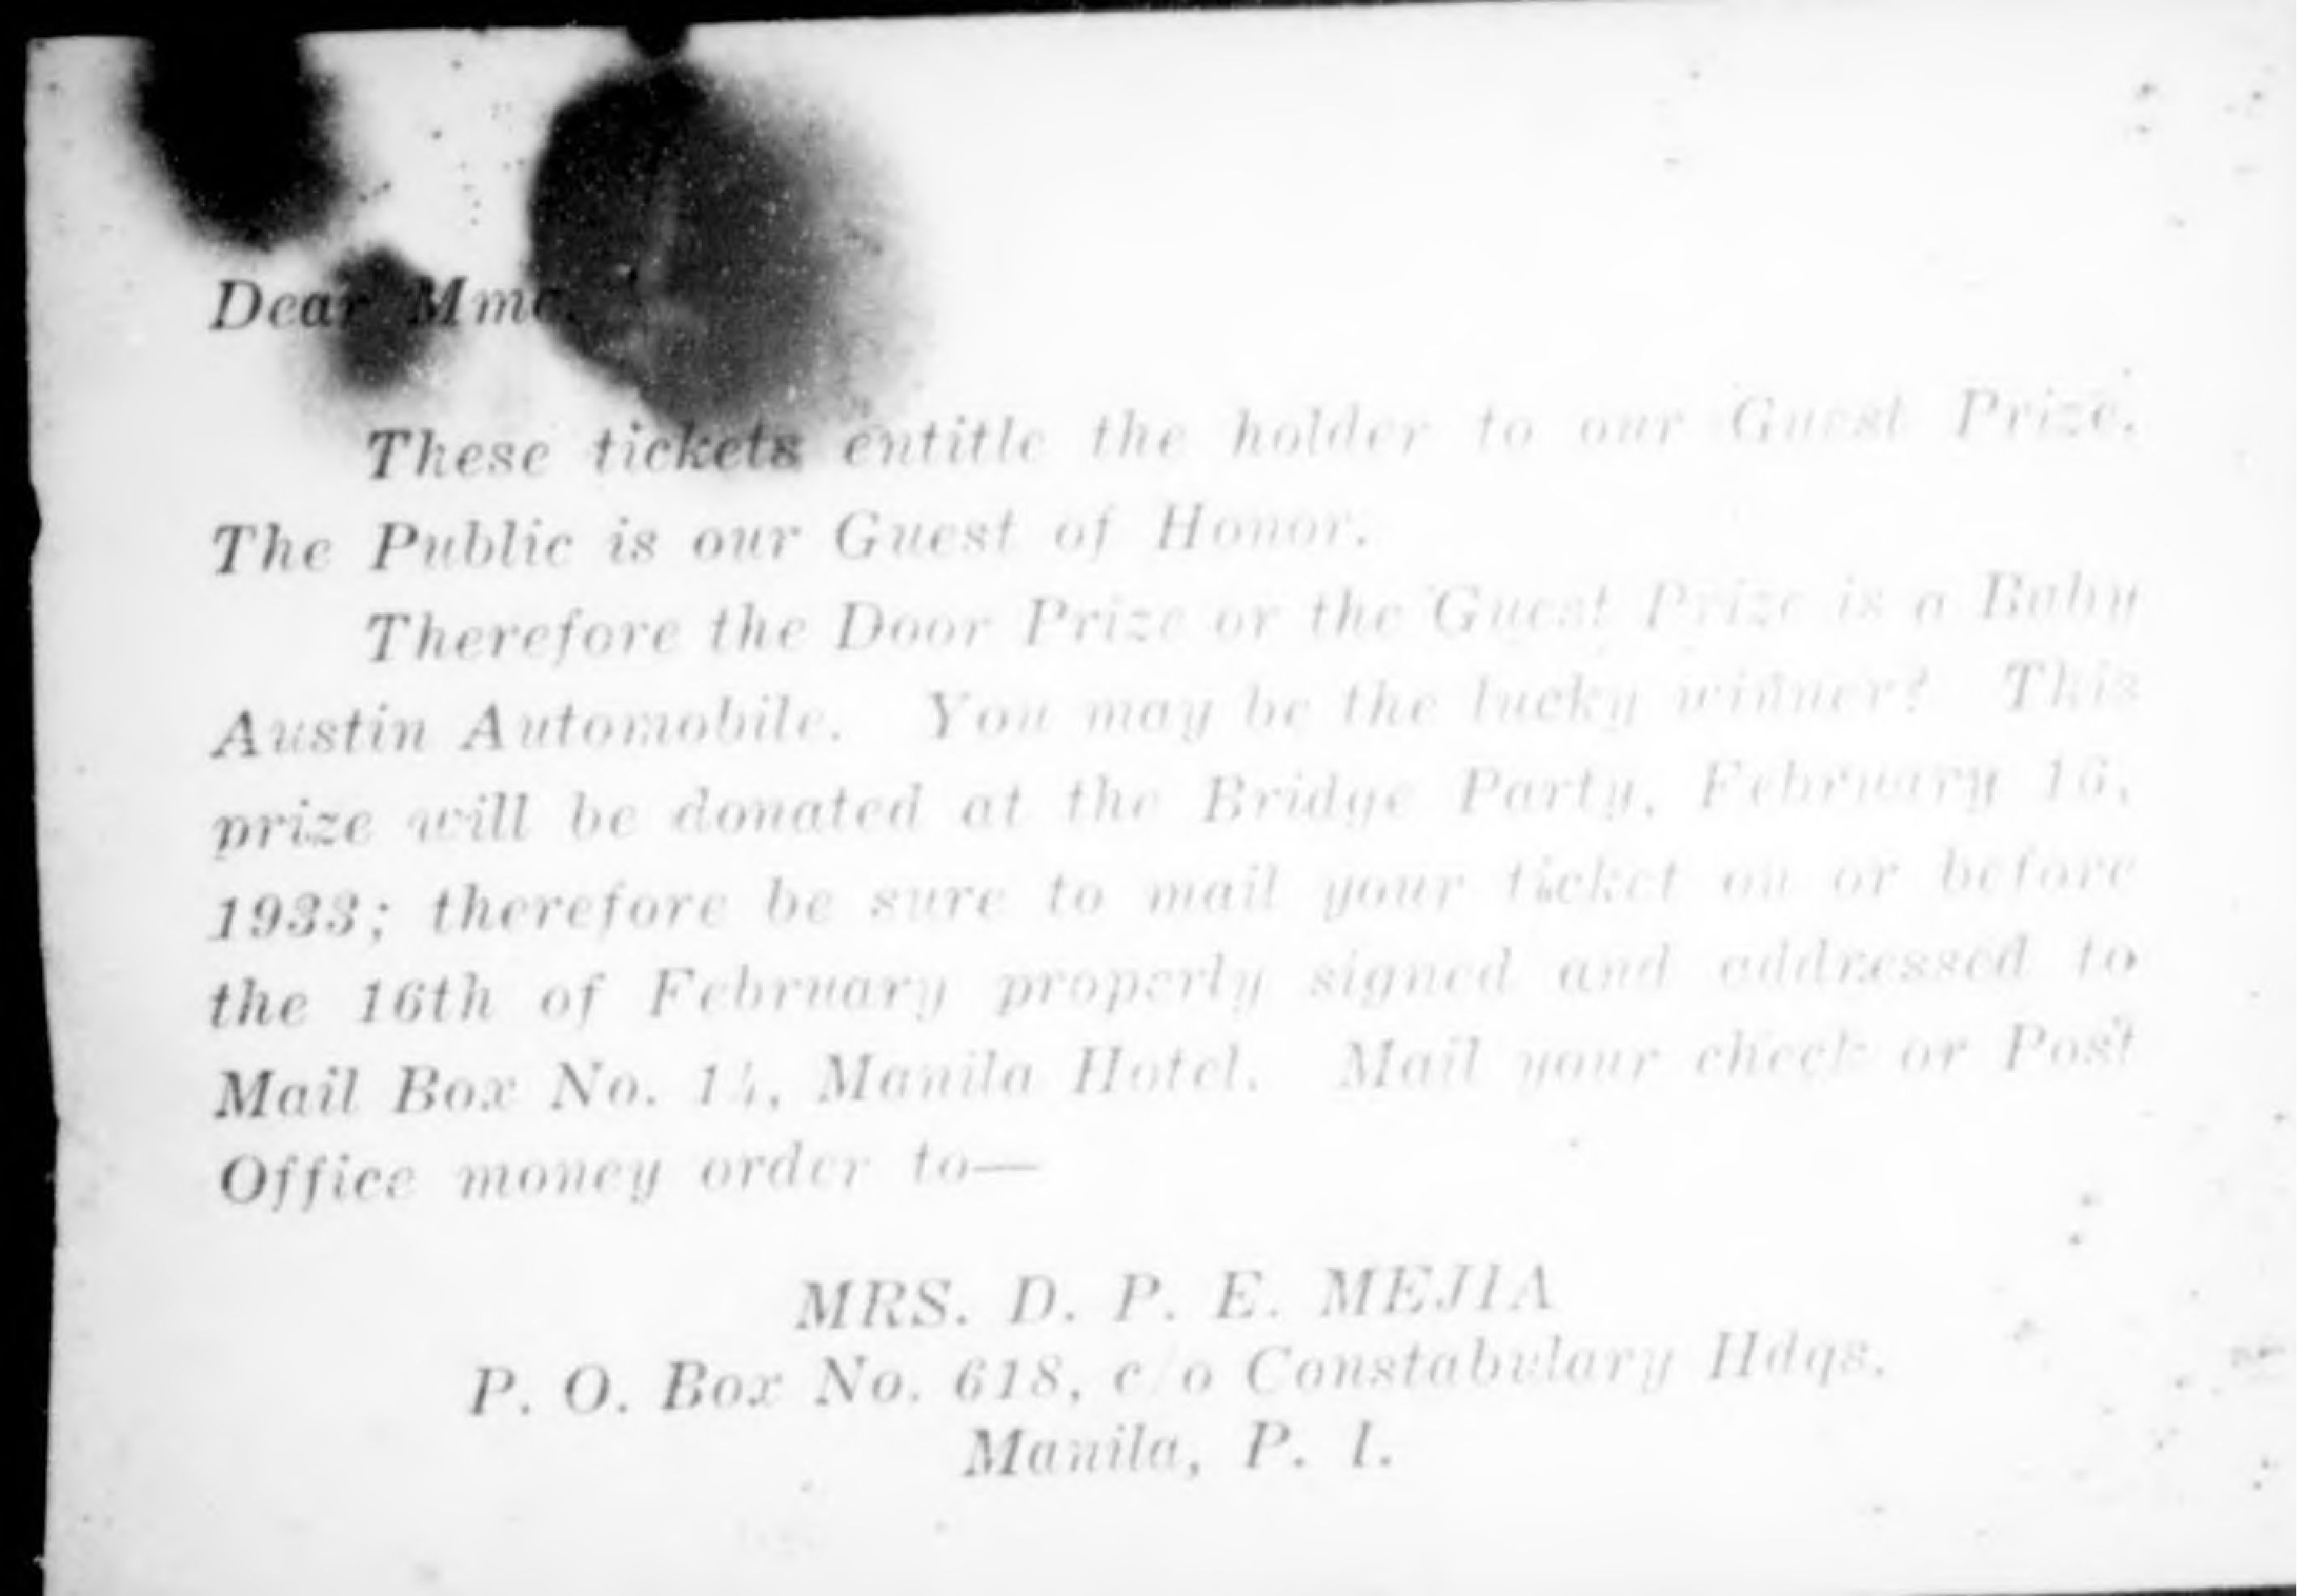 Dear Mme.
These tickets entitle the holder to our Guest Prize.
The Public is our Guest of Honor.
Therefore the Door Prize or the Guest Prize is a Baby
Austin Automobile. You may be the lucky winner? This
prize will be donated at the Bridge Party, February 16,
1933; therefore be sure to mail your ticket on or before
the 16th of February properly signed and addressed to
Mail Box No. 14, Manila Hotel. Mail your check or Post
Office money order to—
MRS. D. P. E. MEJIA
P. O. Box No. 618, c/o Constabulary Hdqs.
Manila, P. I.